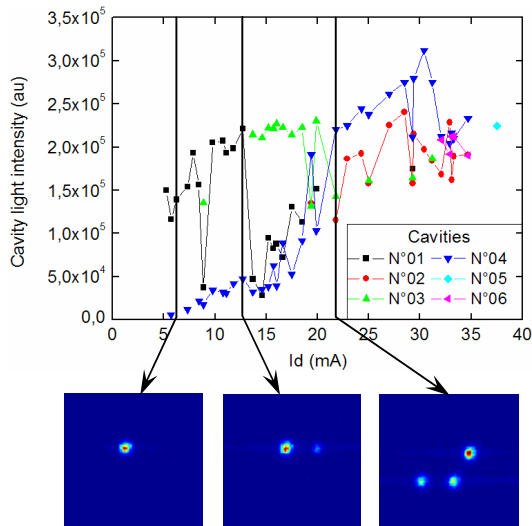 Cavity light intensity (au)
3,5x10⁵
3,0x10⁵
2,5x10⁵
2,0x10⁵
1,5x10⁵
1,0x10⁵
5,0x10⁴
0,0
0 5 10 15 20 25 30 35 40
Id (mA)
Cavities
N°01 N°04
N°02 N°05
N°03 N°06